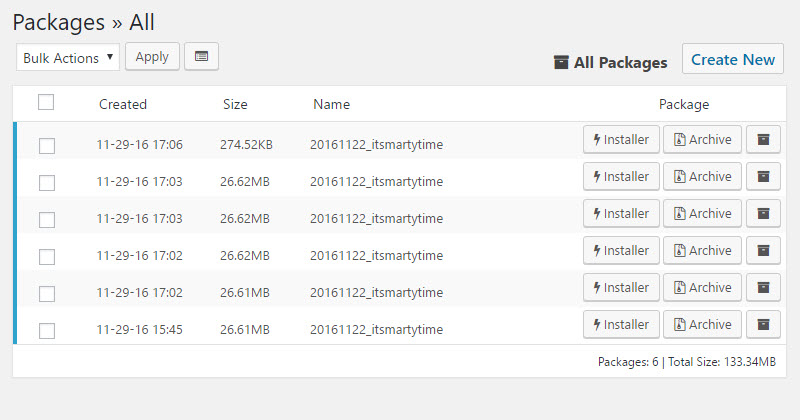 Packages » All
Bulk Actions Apply All Packages Create New
Created Size Name Package
11-29-16 17:06 274.52KB 20161122_itsmartytime Installer Archive
11-29-16 17:03 26.62MB 20161122_itsmartytime Installer Archive
11-29-16 17:03 26.62MB 20161122_itsmartytime Installer Archive
11-29-16 17:02 26.62MB 20161122_itsmartytime Installer Archive
11-29-16 17:02 26.61MB 20161122_itsmartytime Installer Archive
11-29-16 15:45 26.61MB 20161122_itsmartytime Installer Archive
Packages: 6 | Total Size: 133.34MB